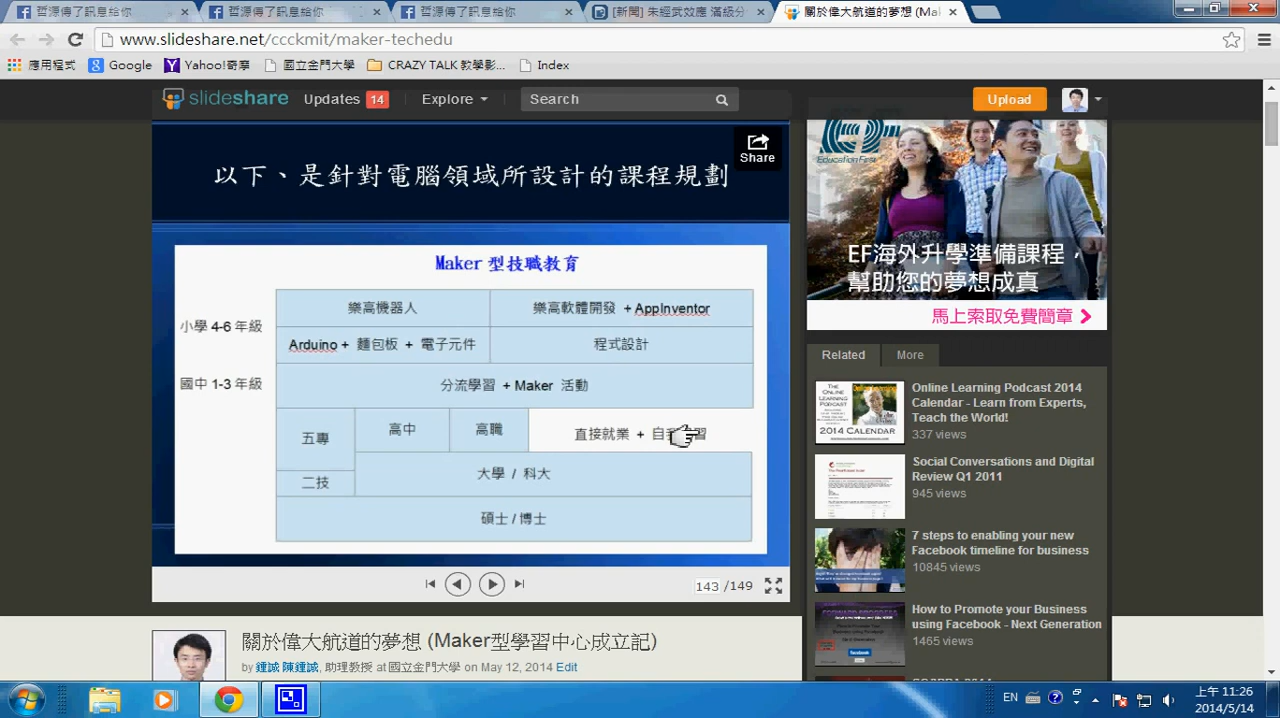 哲源傳了訊息給你
哲源傳了訊息給你
哲源傳了訊息給你
[新聞] 朱經武效應 滿級分
關於偉大航道的夢想 (Mal
www.slideshare.net/ccckmit/maker-techedu
應用程式
Google
Yahoo!奇摩
國立金門大學
CRAZY TALK 教學影...
Index
slideshare
Updates 14
Explore
Search
Upload
Share
以下、是針對電腦領域所設計的課程規劃
Maker 型技職教育
小學 4-6 年級
樂高機器人
樂高軟體開發 + AppInventor
Arduino + 麵包板 + 電子元件
程式設計
國中 1-3 年級
分流學習 + Maker 活動
五專
高中
高職
直接就業 + 自 習
二技
大學 / 科大
碩士 / 博士
143 /149
關於偉大航道的夢想 (Maker型學習中心成立記)
by 鍾誠 陳鍾誠, 助理教授 at 國立金門大學 on May 12, 2014 Edit
Education First
EF海外升學準備課程，
幫助您的夢想成真
馬上索取免費簡章
Related
More
THE ONLINE LEARNING PODCAST
2014 CALENDAR
Online Learning Podcast 2014
Calendar - Learn from Experts,
Teach the World!
337 views
Social Conversations and Digital
Review Q1 2011
945 views
7 steps to enabling your new
Facebook timeline for business
10845 views
How to Promote your Business
using Facebook - Next Generation
1465 views
EN
上午 11:26
2014/5/14